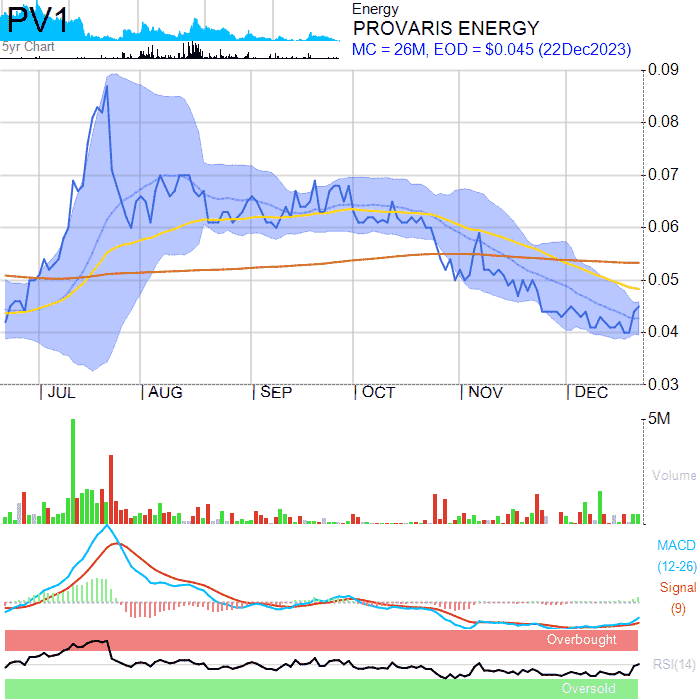 PV1
5yr Chart
Energy
PROVARIS ENERGY
MC = 26M, EOD = $0.045 (22Dec2023)
0.09
0.08
0.07
0.06
0.05
0.04
0.03
JUL AUG SEP OCT NOV DEC
5M
Volume
MACD
(12-26)
Signal
(9)
Overbought
RSI(14)
Oversold